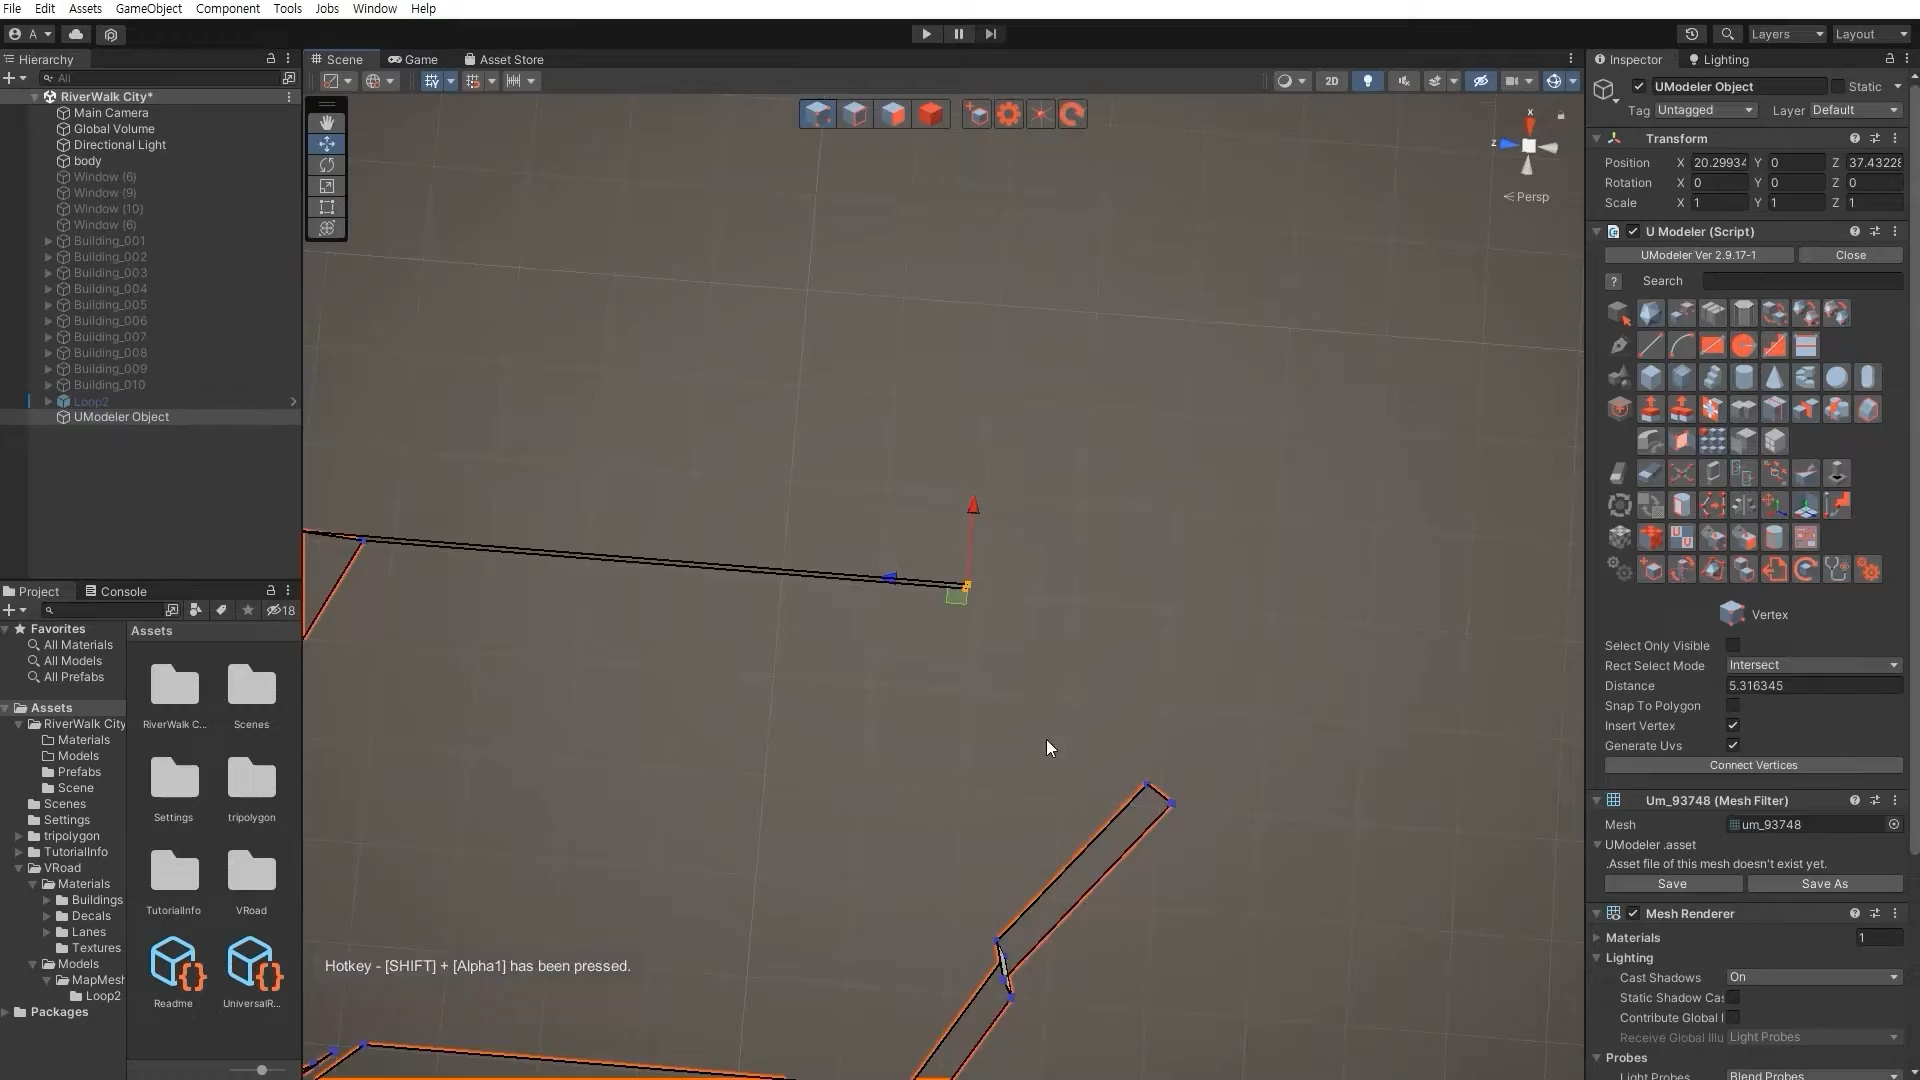 File Edit Assets GameObject Component Tools Jobs Window Help
A
Layers Layout
Hierarchy
All
RiverWalk City*
Main Camera
Global Volume
Directional Light
body
Window (6)
Window (9)
Window (10)
Window (6)
Building_001
Building_002
Building_003
Building_004
Building_005
Building_006
Building_007
Building_008
Building_009
Building_010
Loop2
UModeler Object
Scene Game Asset Store
2D
x
z
Persp
Hotkey - [SHIFT] + [Alpha1] has been pressed.
Project Console
18
Favorites
All Materials
All Models
All Prefabs
Assets
RiverWalk City
Materials
Models
Prefabs
Scene
Scenes
Settings
tripolygon
TutorialInfo
VRoad
Materials
Buildings
Decals
Lanes
Textures
Models
MapMesh
Loop2
Packages
Assets
RiverWalk C... Scenes
Settings tripolygon
TutorialInfo VRoad
Readme UniversalR...
Inspector Lighting
UModeler Object Static
Tag Untagged Layer Default
Transform
Position X 20.29934 Y 0 Z 37.43228
Rotation X 0 Y 0 Z 0
Scale X 1 Y 1 Z 1
U Modeler (Script)
UModeler Ver 2.9.17-1 Close
? Search
Vertex
Select Only Visible
Rect Select Mode Intersect
Distance 5.316345
Snap To Polygon
Insert Vertex
Generate Uvs
Connect Vertices
Um_93748 (Mesh Filter)
Mesh um_93748
UModeler .asset
.Asset file of this mesh doesn't exist yet.
Save Save As
Mesh Renderer
Materials 1
Lighting
Cast Shadows On
Static Shadow Cas
Contribute Global I
Receive Global Illu Light Probes
Probes
Light Probes Blend Probes